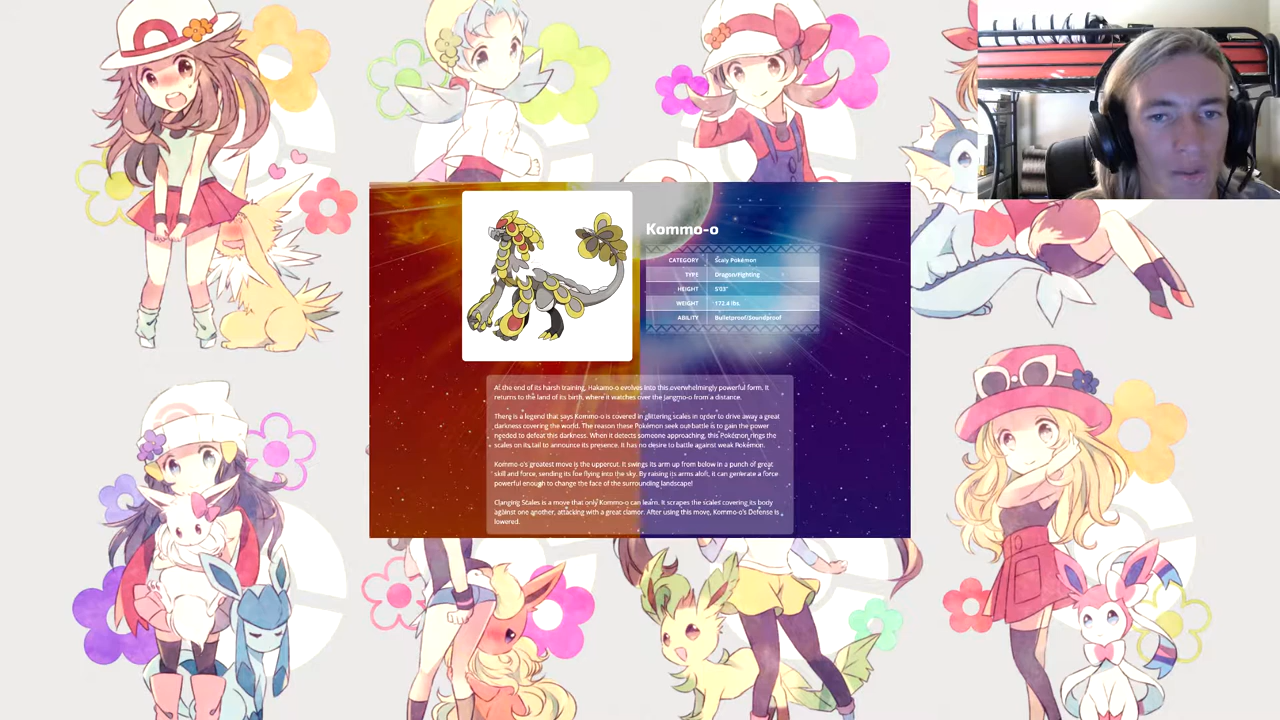 Kommo-o
CATEGORY Scaly Pokémon
TYPE Dragon/Fighting
HEIGHT 5'03"
WEIGHT 172.4 lbs.
ABILITY Bulletproof/Soundproof
At the end of its harsh training, Hakamo-o evolves into this overwhelmingly powerful form. It
returns to the land of its birth, where it watches over the Jangmo-o from a distance.
There is a legend that says Kommo-o is covered in glittering scales in order to drive away a great
darkness covering the world. The reason these Pokémon seek out battle is to gain the power
needed to defeat this darkness. When it detects someone approaching, this Pokémon rings the
scales on its tail to announce its presence. It has no desire to battle against weak Pokémon.
Kommo-o's greatest move is the uppercut. It swings its arm up from below in a punch of great
skill and force, sending its foe flying into the sky. By raising its arms aloft, it can generate a force
powerful enough to change the face of the surrounding landscape!
Clanging Scales is a move that only Kommo-o can learn. It scrapes the scales covering its body
against one another, attacking with a great clamor. After using this move, Kommo-o's Defense is
lowered.